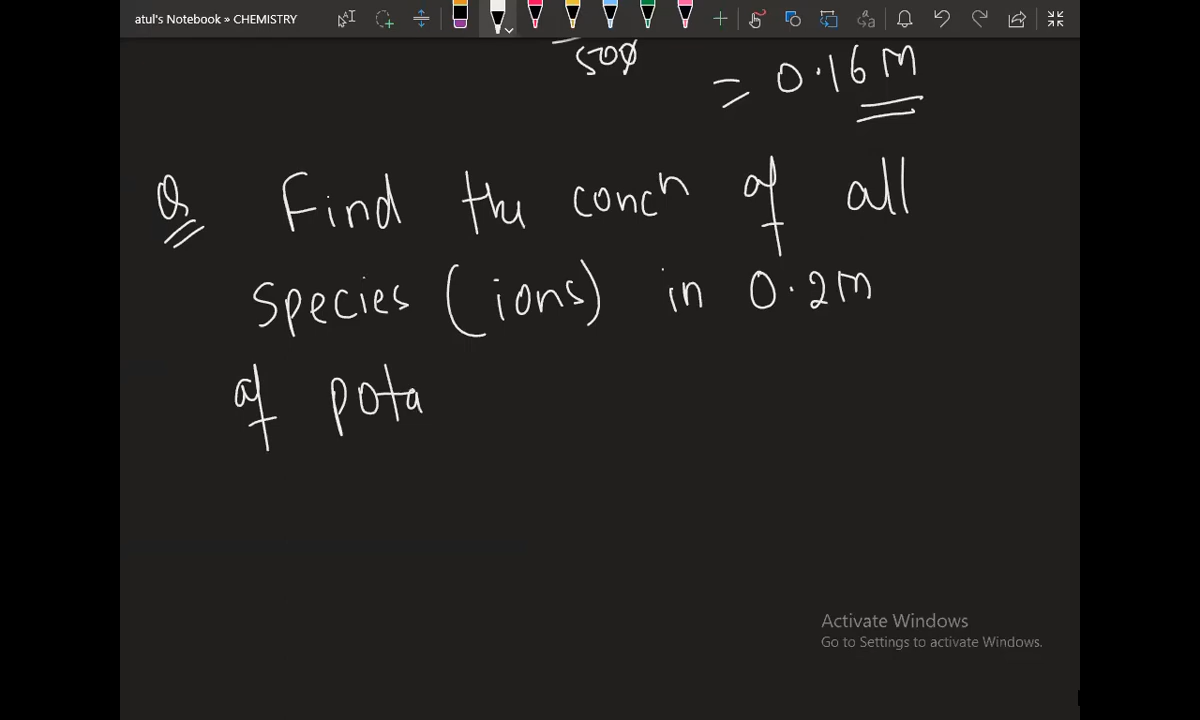 atul's Notebook » CHEMISTRY
500
= 0.16 M
Q Find the concn of all
species (ions) in 0.2M
of pota
Activate Windows
Go to Settings to activate Windows.